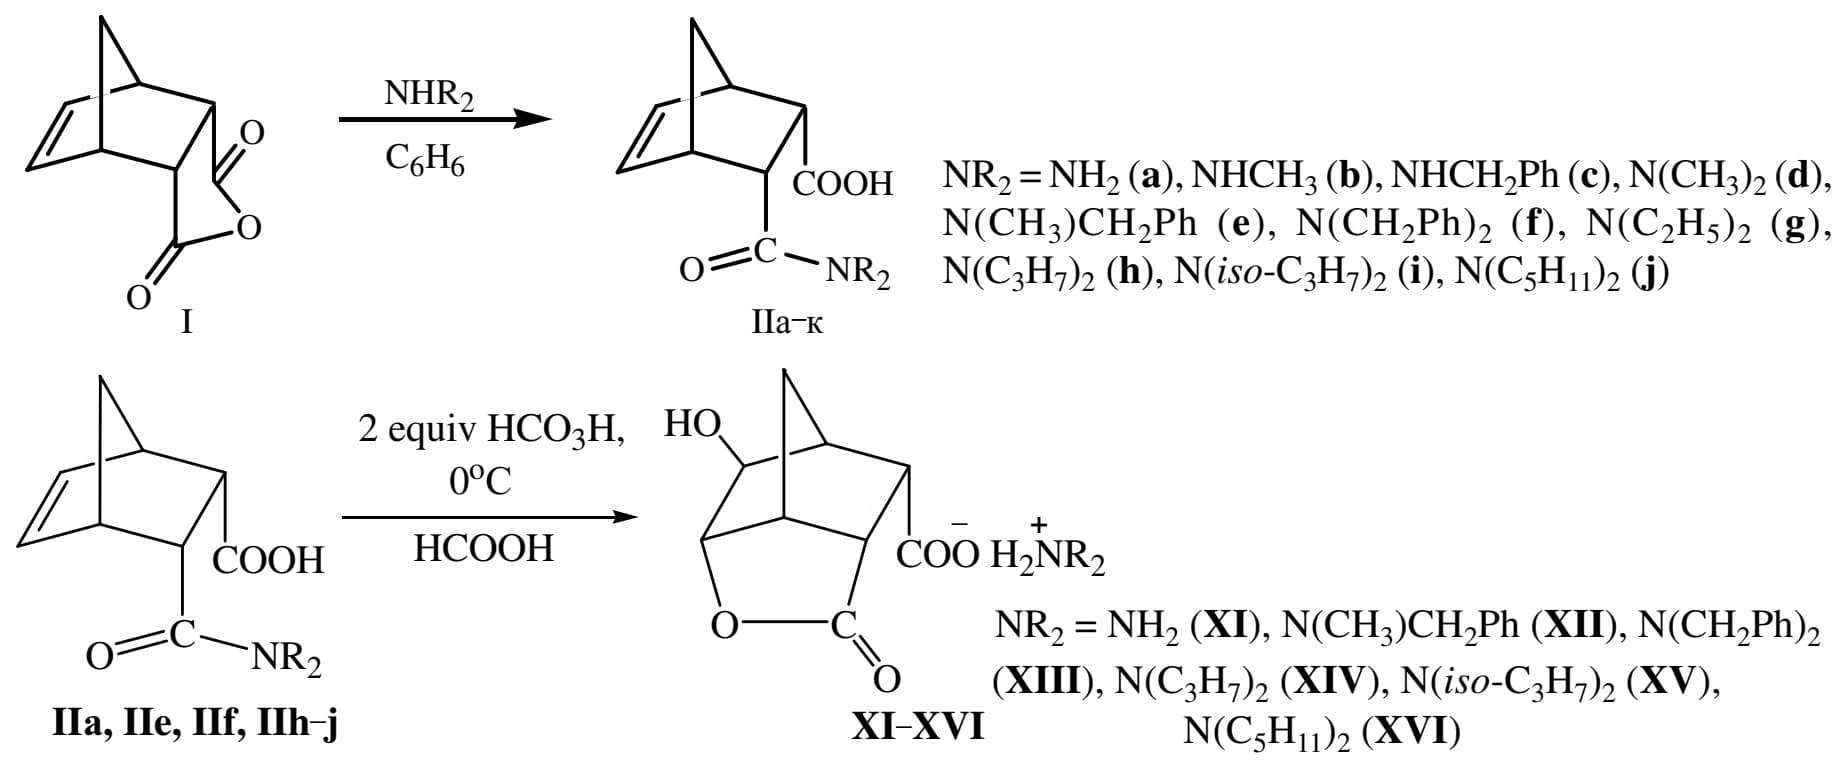 O
O
O
I
NHR2
C6H6
COOH
O C NR2
IIa–к
NR2 = NH2 (a), NHCH3 (b), NHCH2Ph (c), N(CH3)2 (d),
N(CH3)CH2Ph (e), N(CH2Ph)2 (f), N(C2H5)2 (g),
N(C3H7)2 (h), N(iso-C3H7)2 (i), N(C5H11)2 (j)
COOH
O C NR2
IIa, IIe, IIf, IIh–j
2 equiv HCO3H,
0oC
HCOOH
HO
COO– H2N+R2
O C
O
XI–XVI
NR2 = NH2 (XI), N(CH3)CH2Ph (XII), N(CH2Ph)2
(XIII), N(C3H7)2 (XIV), N(iso-C3H7)2 (XV),
N(C5H11)2 (XVI)